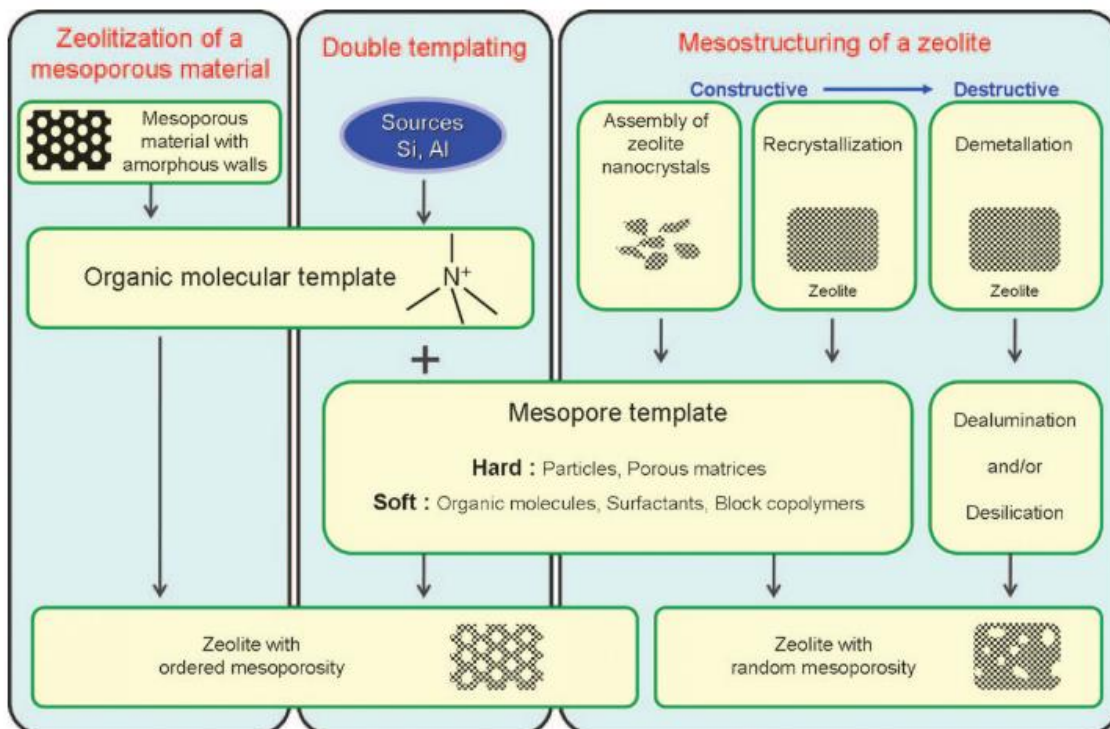 Zeolitization of a
mesoporous material
Mesoporous
material with
amorphous walls
Double templating
Sources
Si, Al
Organic molecular template
N+
+
Mesostructuring of a zeolite
Constructive
Destructive
Assembly of
zeolite
nanocrystals
Recrystallization
Zeolite
Demetallation
Zeolite
Mesopore template
Hard : Particles, Porous matrices
Soft : Organic molecules, Surfactants, Block copolymers
Dealumination
and/or
Desilication
Zeolite with
ordered mesoporosity
Zeolite with
random mesoporosity